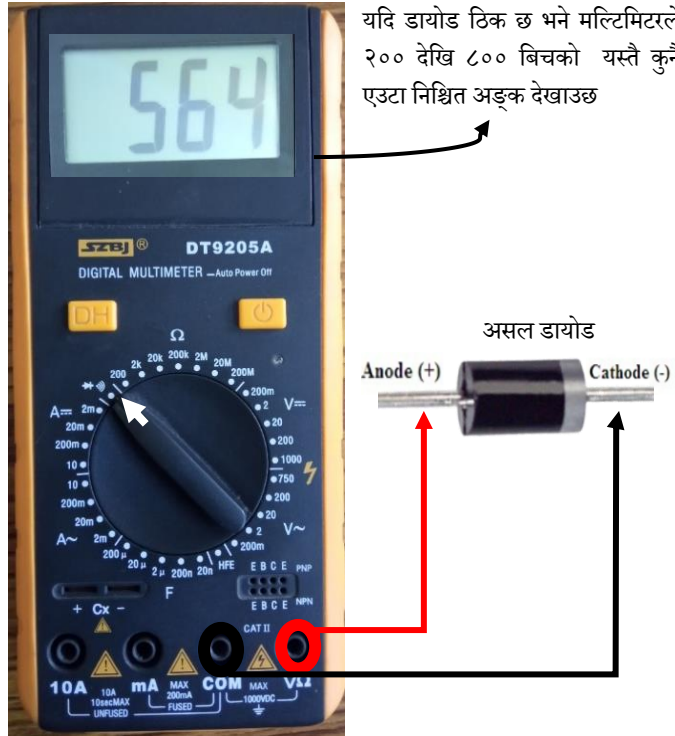 यदि डायोड ठिक छ भने मल्टिमिटरले
२०० देखि ८०० बिचको यस्तै कुनै
एउटा निश्चित अङ्क देखाउछ
564
SZBJ ®
DT9205A
DIGITAL MULTIMETER – Auto Power Off
DH
Ω
200 2k 20k 200k 2M 20M 200M
A⎓ 2m 20m 200m 10
10 200m 20m 2m
A~
200μ 20μ 2μ 200n 20n
F
HFE
200m 2 20 200 1000
V⎓
750 200 20 2 200m
V~
E B C E PNP
E B C E NPN
+ Cx -
CAT II
10A
10A
10secMAX
UNFUSED
mA
MAX
200mA
FUSED
COM
MAX
1000VDC
VΩ
असल डायोड
Anode (+)
Cathode (-)